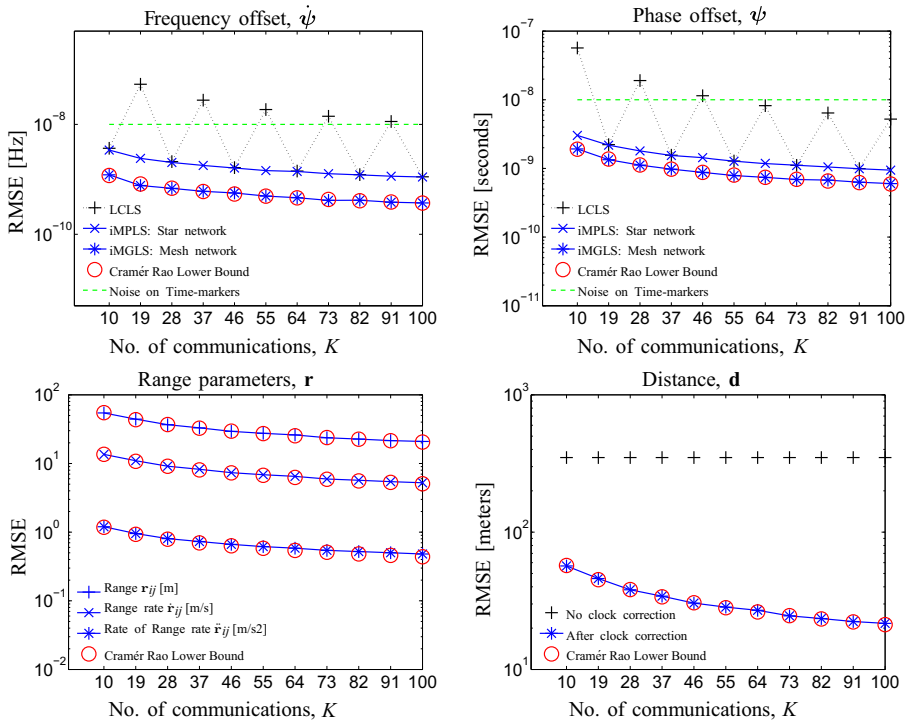 Frequency offset, ψ̇
RMSE [Hz]
10⁻⁸
10⁻¹⁰
LCLS
iMPLS: Star network
iMGLS: Mesh network
Cramér Rao Lower Bound
Noise on Time-markers
10 19 28 37 46 55 64 73 82 91 100
No. of communications, K
Phase offset, ψ
RMSE [seconds]
10⁻⁷
10⁻⁸
10⁻⁹
10⁻¹⁰
10⁻¹¹
LCLS
iMPLS: Star network
iMGLS: Mesh network
Cramér Rao Lower Bound
Noise on Time-markers
10 19 28 37 46 55 64 73 82 91 100
No. of communications, K
Range parameters, r
RMSE
10²
10¹
10⁰
10⁻¹
10⁻²
Range r_ij [m]
Range rate ṙ_ij [m/s]
Rate of Range rate r̈_ij [m/s2]
Cramér Rao Lower Bound
10 19 28 37 46 55 64 73 82 91 100
No. of communications, K
Distance, d
RMSE [meters]
10³
10²
10¹
No clock correction
After clock correction
Cramér Rao Lower Bound
10 19 28 37 46 55 64 73 82 91 100
No. of communications, K